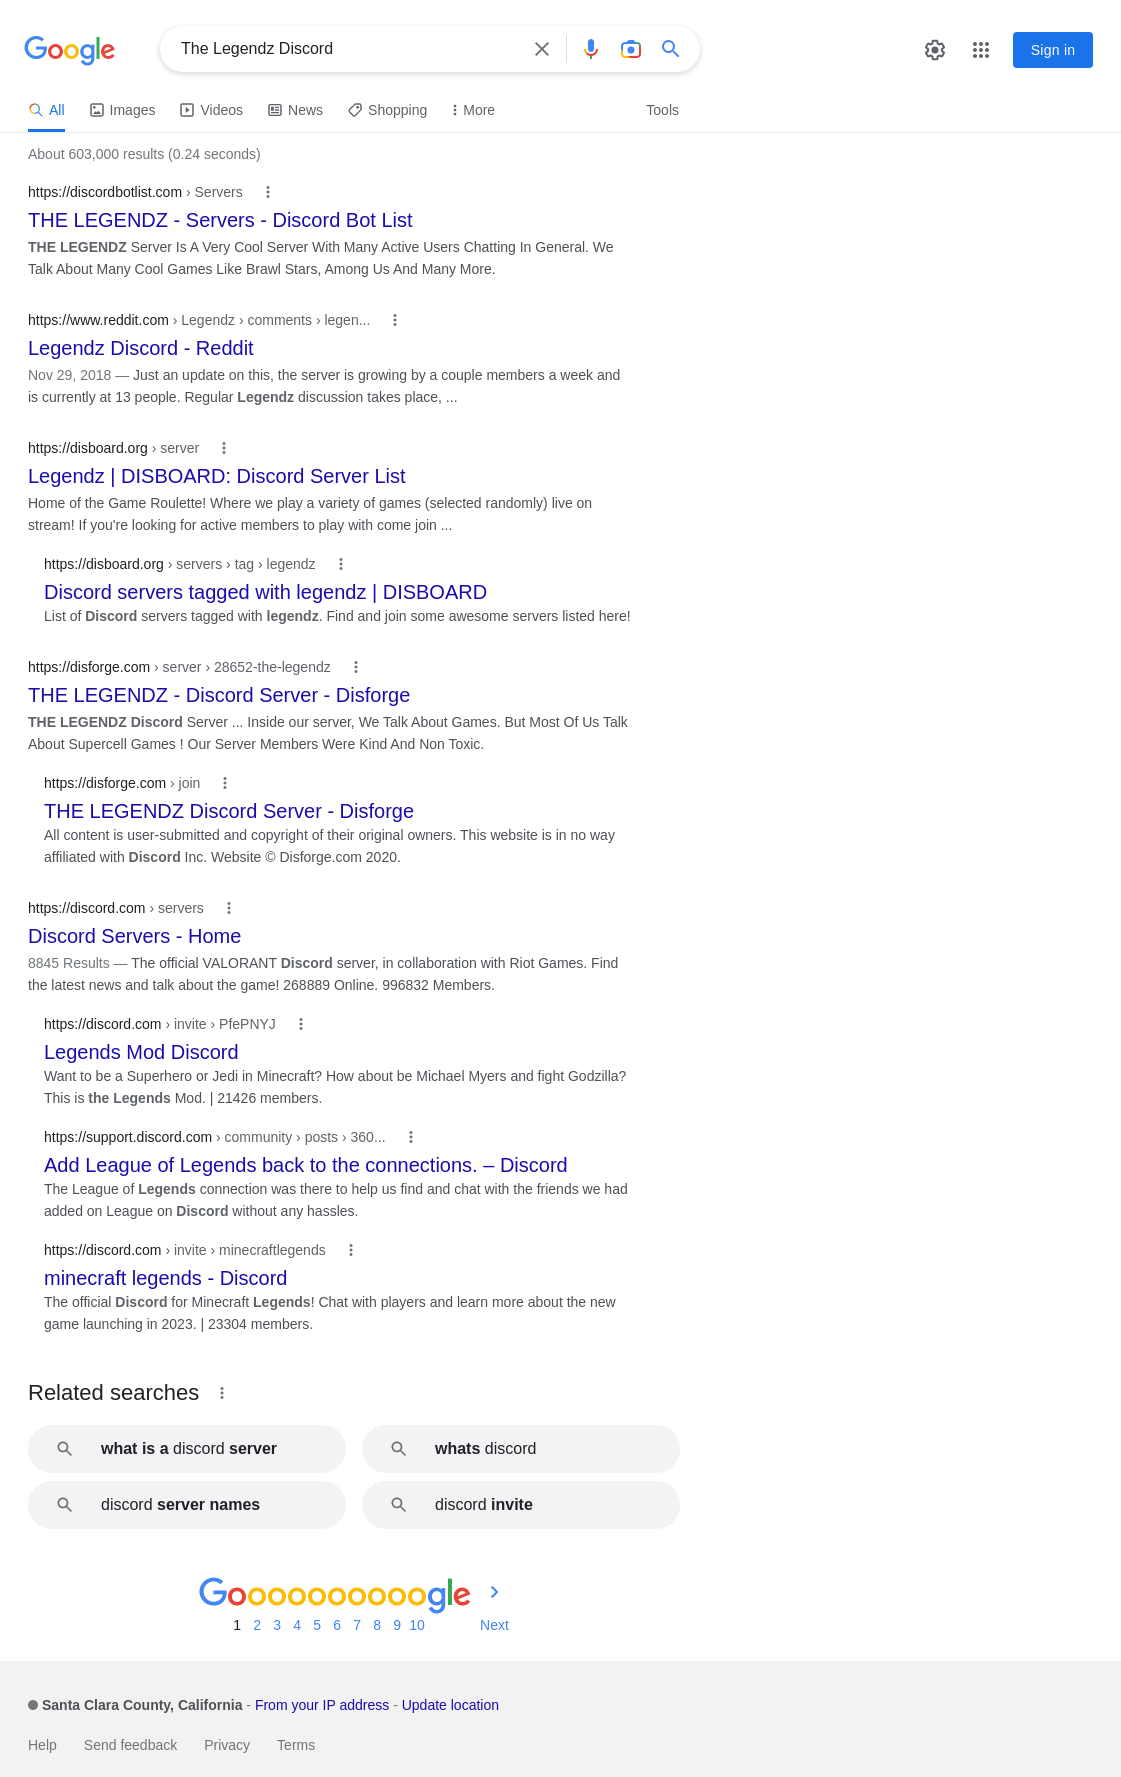 Google
The Legendz Discord
Sign in
All Images Videos News Shopping More Tools
About 603,000 results (0.24 seconds)
https://discordbotlist.com › Servers
THE LEGENDZ - Servers - Discord Bot List
THE LEGENDZ Server Is A Very Cool Server With Many Active Users Chatting In General. We
Talk About Many Cool Games Like Brawl Stars, Among Us And Many More.
https://www.reddit.com › Legendz › comments › legen...
Legendz Discord - Reddit
Nov 29, 2018 — Just an update on this, the server is growing by a couple members a week and
is currently at 13 people. Regular Legendz discussion takes place, ...
https://disboard.org › server
Legendz | DISBOARD: Discord Server List
Home of the Game Roulette! Where we play a variety of games (selected randomly) live on
stream! If you're looking for active members to play with come join ...
https://disboard.org › servers › tag › legendz
Discord servers tagged with legendz | DISBOARD
List of Discord servers tagged with legendz. Find and join some awesome servers listed here!
https://disforge.com › server › 28652-the-legendz
THE LEGENDZ - Discord Server - Disforge
THE LEGENDZ Discord Server ... Inside our server, We Talk About Games. But Most Of Us Talk
About Supercell Games ! Our Server Members Were Kind And Non Toxic.
https://disforge.com › join
THE LEGENDZ Discord Server - Disforge
All content is user-submitted and copyright of their original owners. This website is in no way
affiliated with Discord Inc. Website © Disforge.com 2020.
https://discord.com › servers
Discord Servers - Home
8845 Results — The official VALORANT Discord server, in collaboration with Riot Games. Find
the latest news and talk about the game! 268889 Online. 996832 Members.
https://discord.com › invite › PfePNYJ
Legends Mod Discord
Want to be a Superhero or Jedi in Minecraft? How about be Michael Myers and fight Godzilla?
This is the Legends Mod. | 21426 members.
https://support.discord.com › community › posts › 360...
Add League of Legends back to the connections. – Discord
The League of Legends connection was there to help us find and chat with the friends we had
added on League on Discord without any hassles.
https://discord.com › invite › minecraftlegends
minecraft legends - Discord
The official Discord for Minecraft Legends! Chat with players and learn more about the new
game launching in 2023. | 23304 members.
Related searches
what is a discord server
whats discord
discord server names
discord invite
Goooooooooogle
1 2 3 4 5 6 7 8 9 10 Next
Santa Clara County, California - From your IP address - Update location
Help Send feedback Privacy Terms